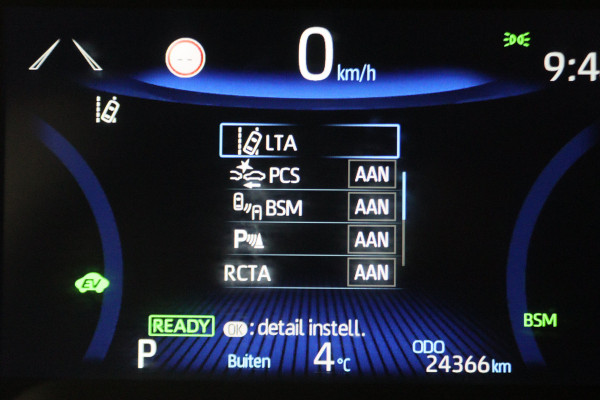 0 km/h
9:4
LTA
PCS AAN
BSM AAN
P AAN
RCTA AAN
EV
READY OK : detail instell.
BSM
P Buiten 4°C ODO 24366 km